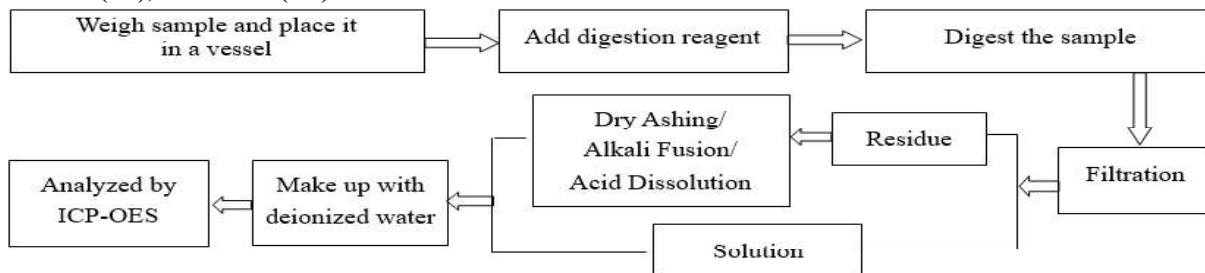 Weigh sample and place it
in a vessel
Add digestion reagent
Digest the sample
Filtration
Residue
Dry Ashing/
Alkali Fusion/
Acid Dissolution
Solution
Make up with
deionized water
Analyzed by
ICP-OES